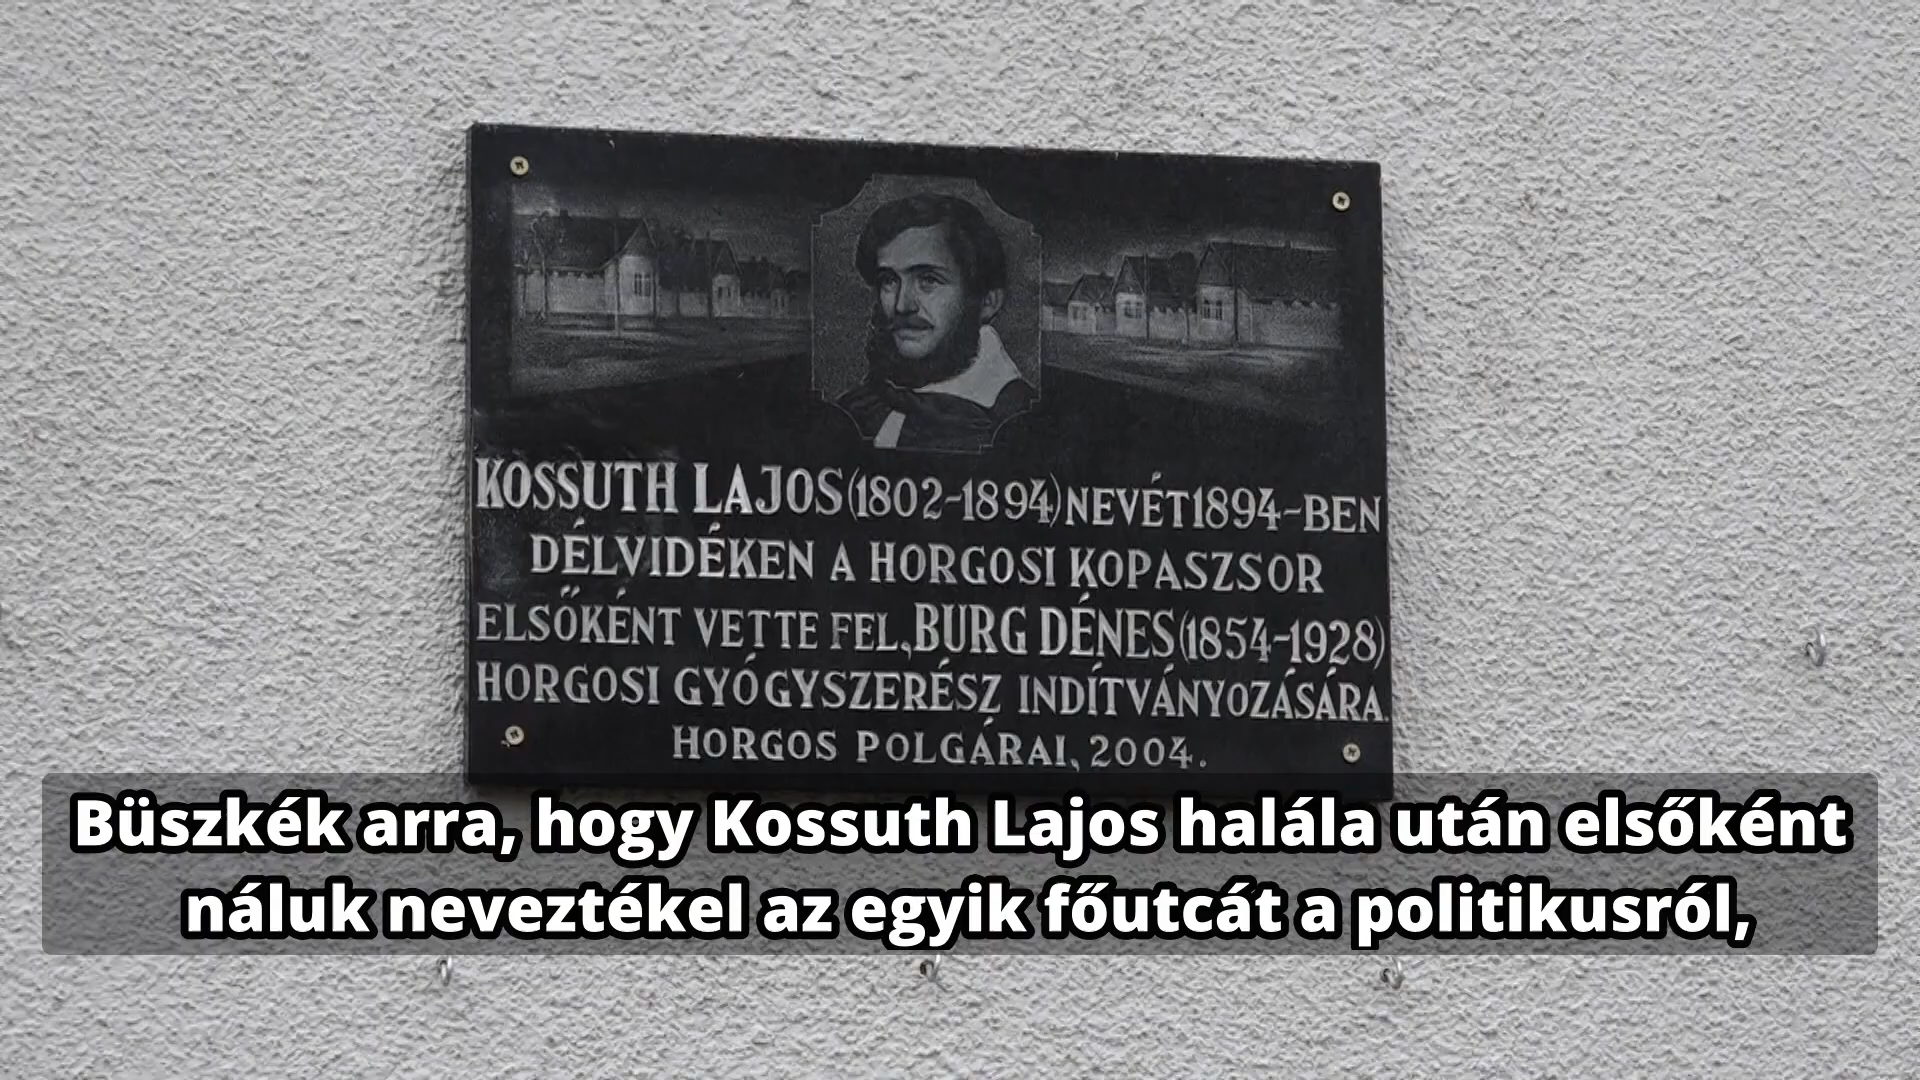 KOSSUTH LAJOS (1802-1894) NEVÉT 1894-BEN
DÉLVIDÉKEN A HORGOSI KOPASZSOR
ELSŐKÉNT VETTE FEL, BURG DÉNES (1854-1928)
HORGOSI GYÓGYSZERÉSZ INDÍTVÁNYOZÁSÁRA.
HORGOS POLGÁRAI, 2004.
Büszkék arra, hogy Kossuth Lajos halála után elsőként
náluk neveztékel az egyik főutcát a politikusról,